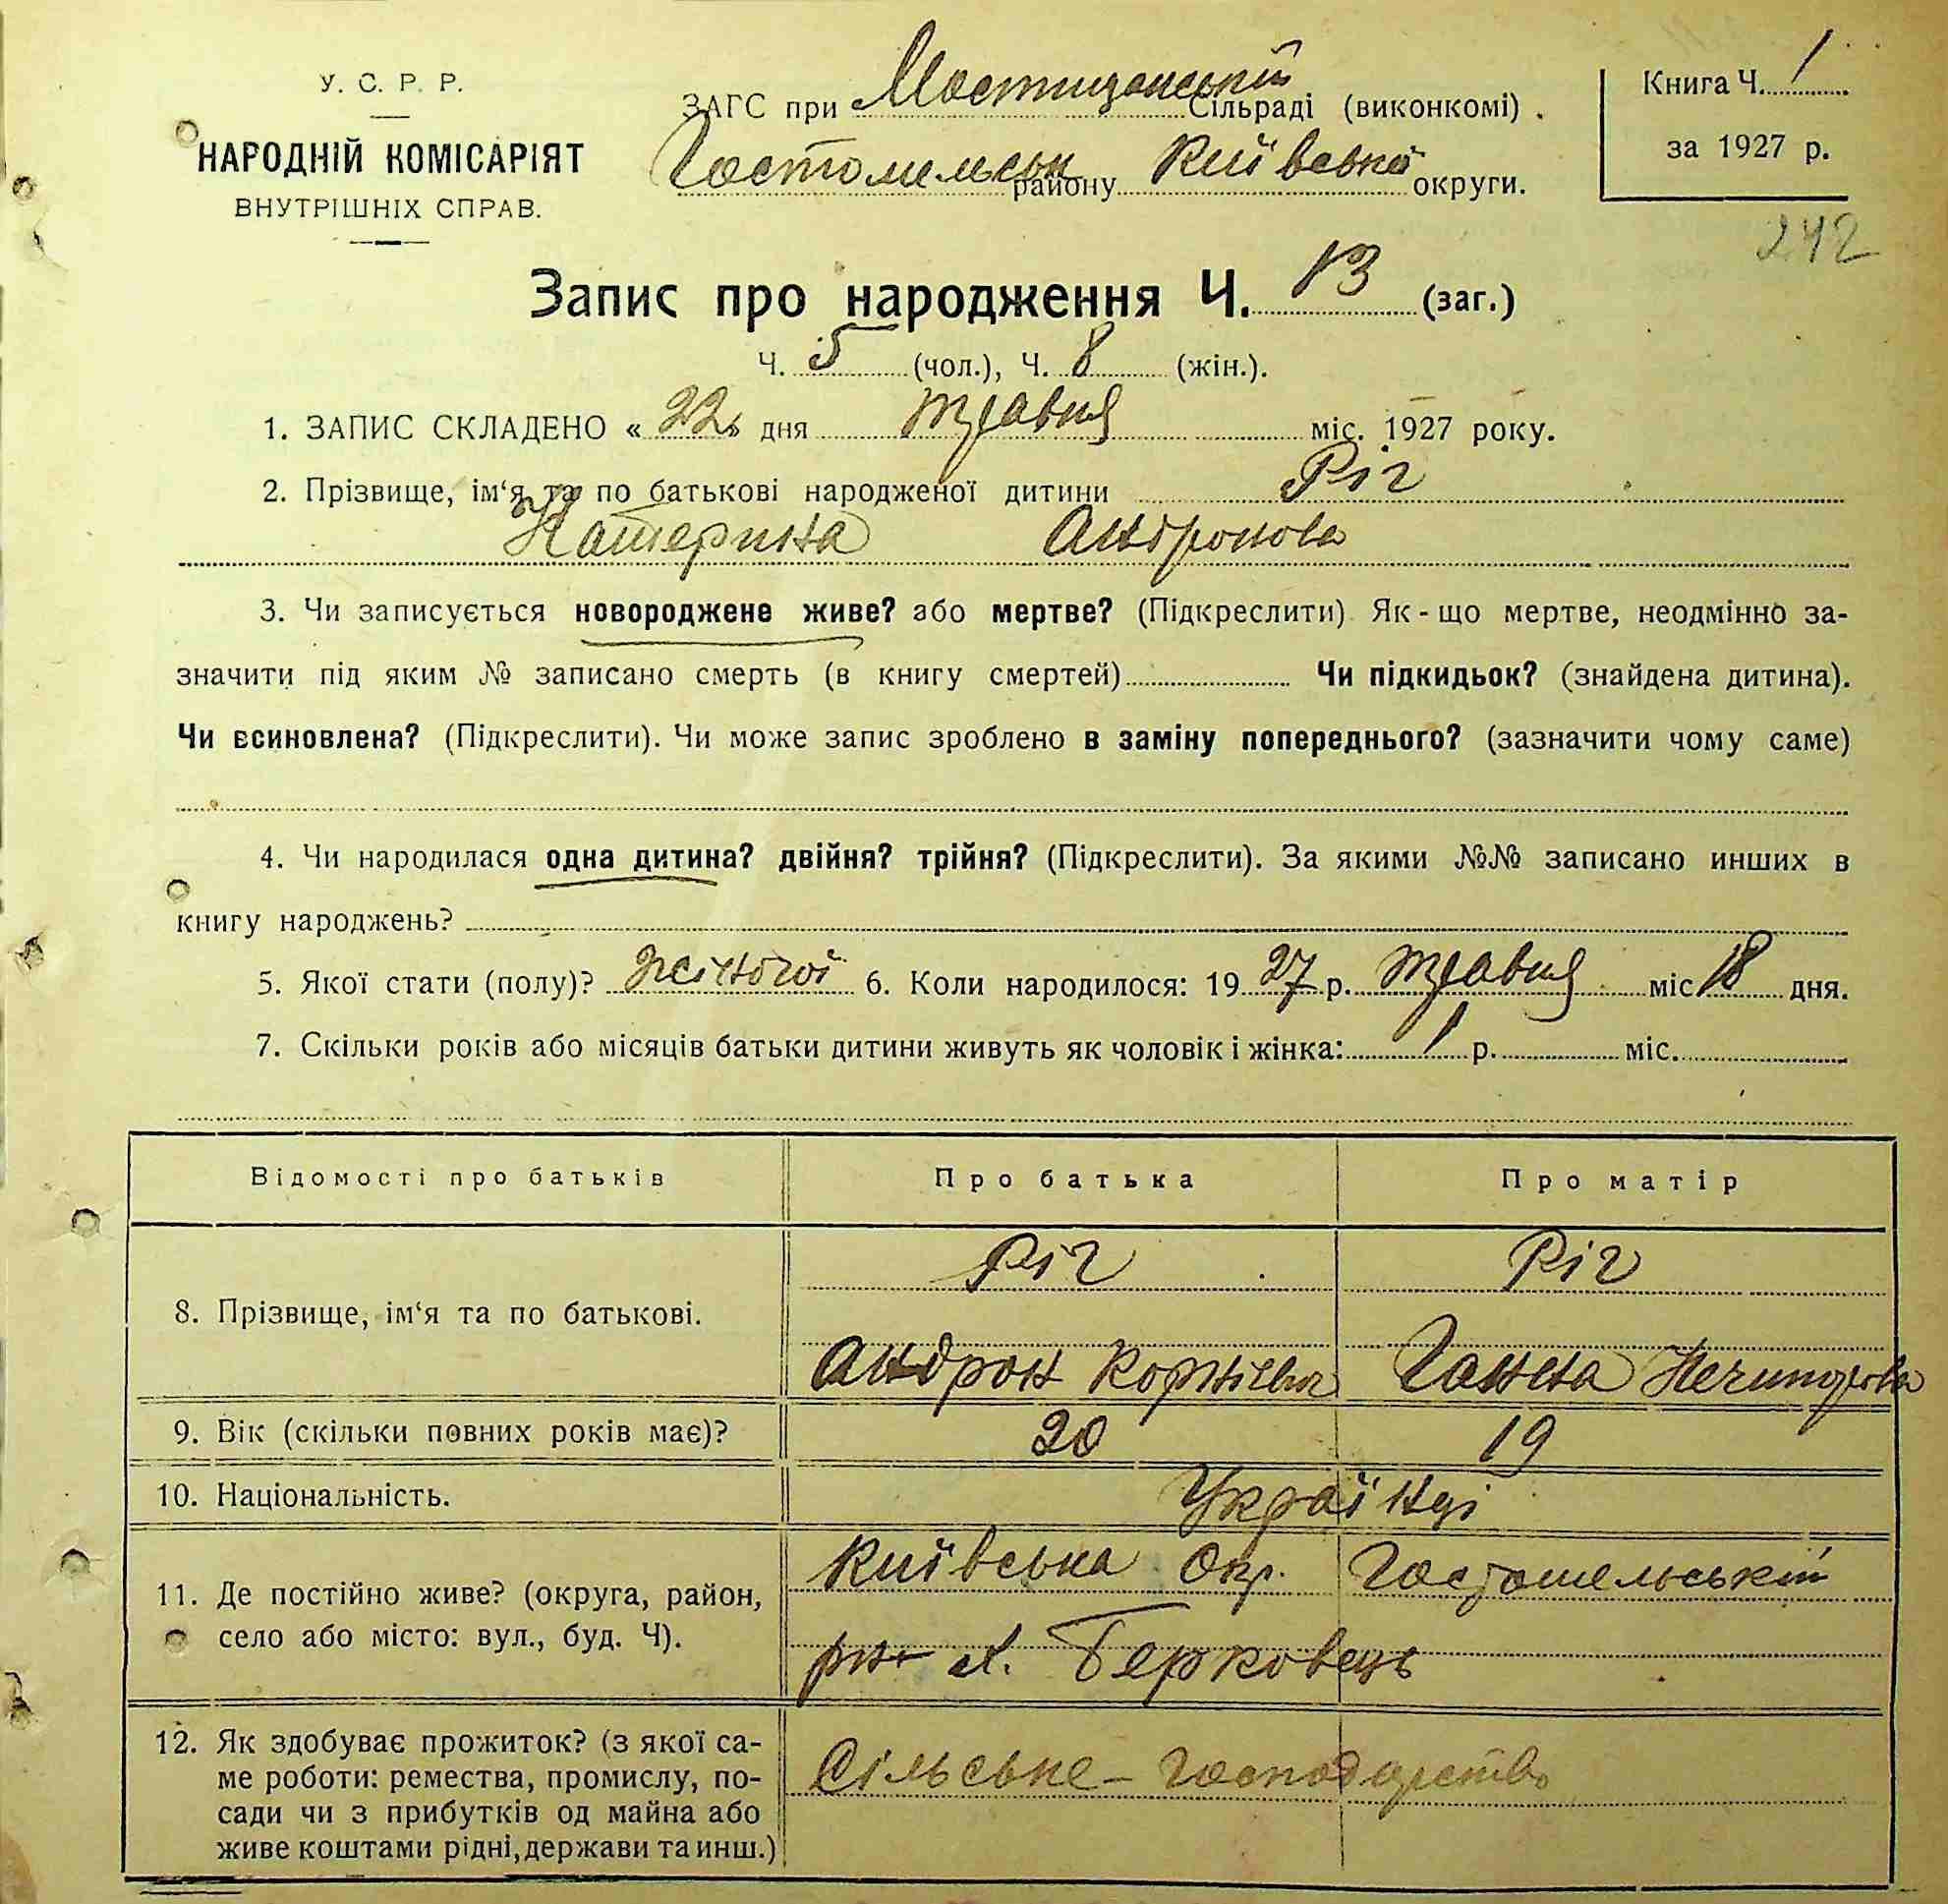 У. С. Р. Р.
НАРОДНІЙ КОМІСАРІЯТ
ВНУТРІШНІХ СПРАВ.
ЗАГС при Мостищанській Сільраді (виконкомі).
Гостомельськ району Київської округи.
Книга Ч. 1
за 1927 р.
242
Запис про народження Ч. 13 (заг.)
Ч. 5 (чол.), Ч. 8 (жін.).
1. ЗАПИС СКЛАДЕНО «22» дня травня міс. 1927 року.
2. Прізвище, ім‘я та по батькові народженої дитини Ріг
Катерина Андронова
3. Чи записується новороджене живе? або мертве? (Підкреслити) Як-що мертве, неодмінно за-
значити під яким № записано смерть (в книгу смертей) Чи підкидьок? (знайдена дитина).
Чи всиновлена? (Підкреслити). Чи може запис зроблено в заміну попереднього? (зазначити чому саме)
4. Чи народилася одна дитина? двійня? трійня? (Підкреслити). За якими №№ записано инших в
книгу народжень?
5. Якої стати (полу)? жіночої 6. Коли народилося: 1927 р. травня міс 18 дня.
7. Скільки років або місяців батьки дитини живуть як чоловік і жінка: 1 р. міс.
Відомості про батьків Про батька Про матір
8. Прізвище, ім‘я та по батькові.
Ріг Ріг
Андрон Корнієвич Ганна Нечипорова
9. Вік (скільки повних років має)? 20 19
10. Національність. Українці
11. Де постійно живе? (округа, район,
село або місто: вул., буд. Ч).
Київська Окр. Гостомельський
рн х. Берковець
12. Як здобуває прожиток? (з якої са-
ме роботи: ремества, промислу, по-
сади чи з прибутків од майна або
живе коштами рідні, держави та инш.)
Сільське-господарство